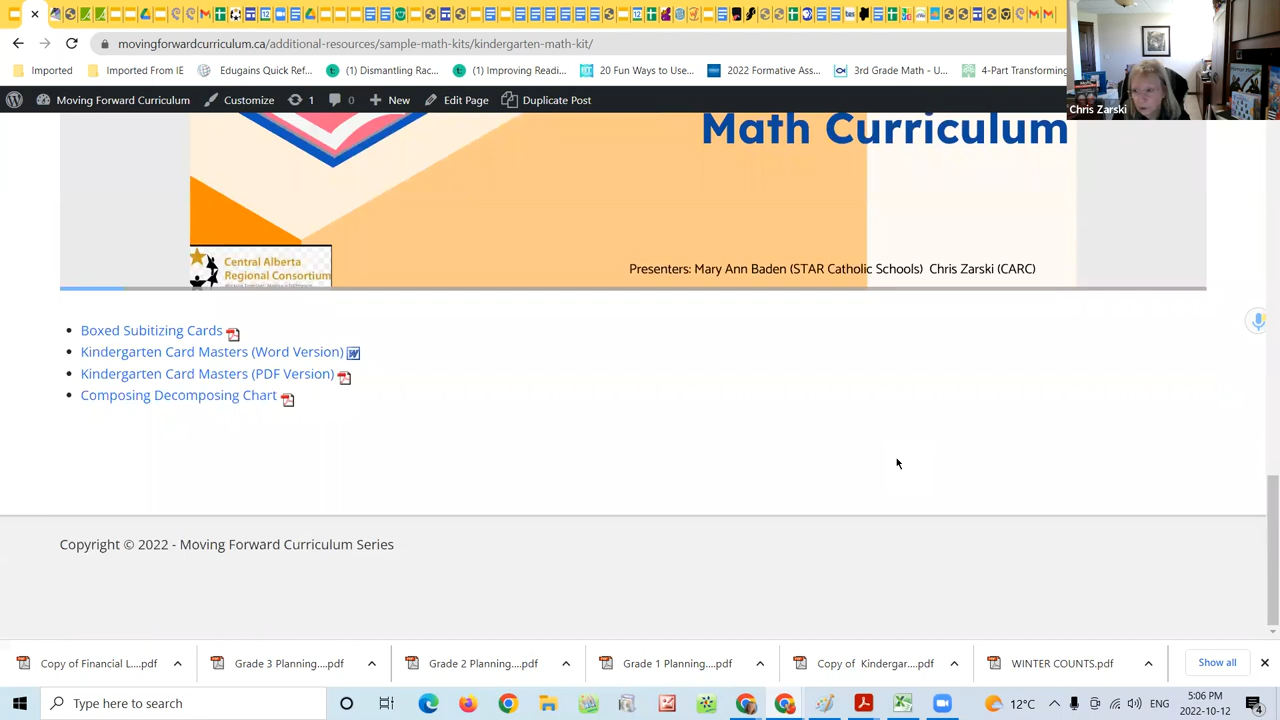 movingforwardcurriculum.ca/additional-resources/sample-math-kits/kindergarten-math-kit/
Imported
Imported From IE
Edugains Quick Ref...
(1) Dismantling Rac...
(1) Improving Readi...
20 Fun Ways to Use...
2022 Formative Ass...
3rd Grade Math - U...
4-Part Transforming
Chris Zarski
Moving Forward Curriculum
Customize
1
0
New
Edit Page
Duplicate Post
Math Curriculum
Central Alberta
Regional Consortium
Presenters: Mary Ann Baden (STAR Catholic Schools) Chris Zarski (CARC)
Boxed Subitizing Cards
Kindergarten Card Masters (Word Version)
Kindergarten Card Masters (PDF Version)
Composing Decomposing Chart
Copyright © 2022 - Moving Forward Curriculum Series
Copy of Financial L....pdf
Grade 3 Planning....pdf
Grade 2 Planning....pdf
Grade 1 Planning....pdf
Copy of Kindergar....pdf
WINTER COUNTS.pdf
Show all
Type here to search
12°C
ENG
5:06 PM
2022-10-12
4